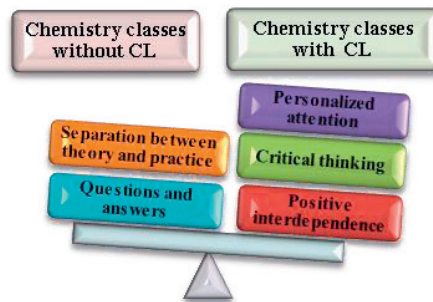 Chemistry classes
without CL
Chemistry classes
with CL
Personalized
attention
Separation between
theory and practice
Critical thinking
Questions and
answers
Positive
interdependence